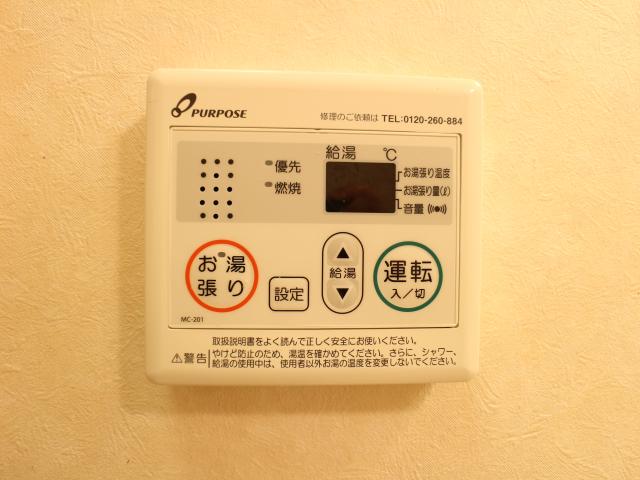 PURPOSE
修理のご依頼は TEL:0120-260-884
給湯 ℃
優先
燃焼
お湯張り温度
お湯張り量(ℓ)
音量
お湯
張り
設定
▲
給湯
▼
運転
入/切
MC-201
取扱説明書をよく読んで正しく安全にお使いください。
⚠警告
やけど防止のため、湯温を確かめてください。さらに、シャワー、
給湯の使用中は、使用者以外お湯の温度を変更しないでください。